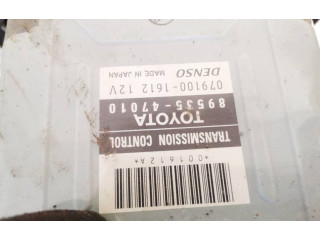 *001612A*
TRANSMISSION CONTROL
TOYOTA
89535-47010
079100-1612 12V
DENSO MADE IN JAPAN